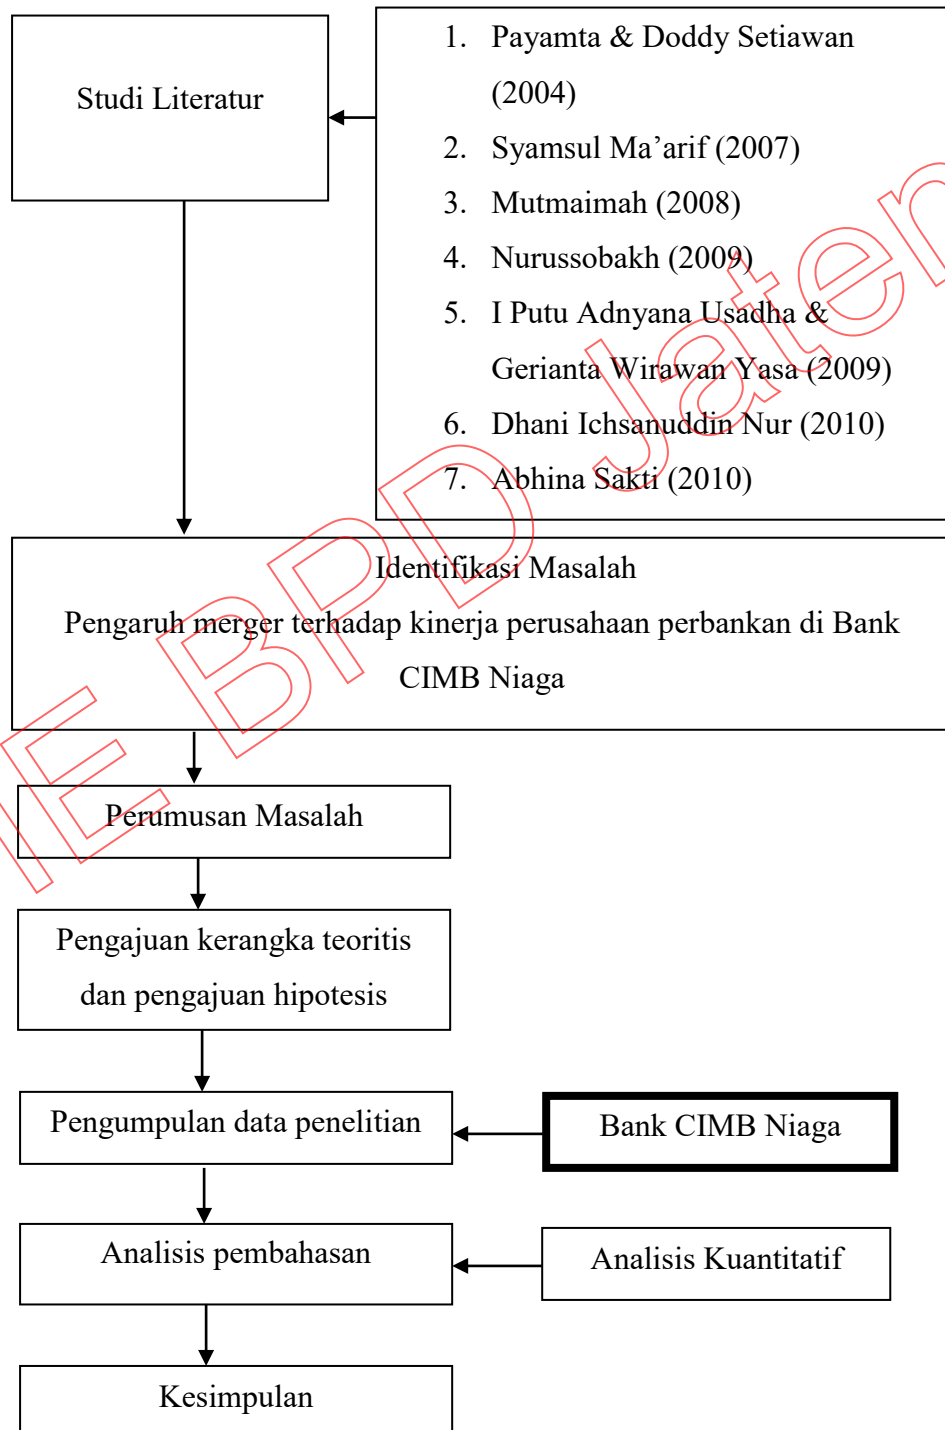 Studi Literatur
1. Payamta & Doddy Setiawan
(2004)
2. Syamsul Ma’arif (2007)
3. Mutmaimah (2008)
4. Nurussobakh (2009)
5. I Putu Adnyana Usadha &
Gerianta Wirawan Yasa (2009)
6. Dhani Ichsanuddin Nur (2010)
7. Abhina Sakti (2010)
Identifikasi Masalah
Pengaruh merger terhadap kinerja perusahaan perbankan di Bank
CIMB Niaga
Perumusan Masalah
Pengajuan kerangka teoritis
dan pengajuan hipotesis
Pengumpulan data penelitian
Bank CIMB Niaga
Analisis pembahasan
Analisis Kuantitatif
Kesimpulan
IE BPD Jaten